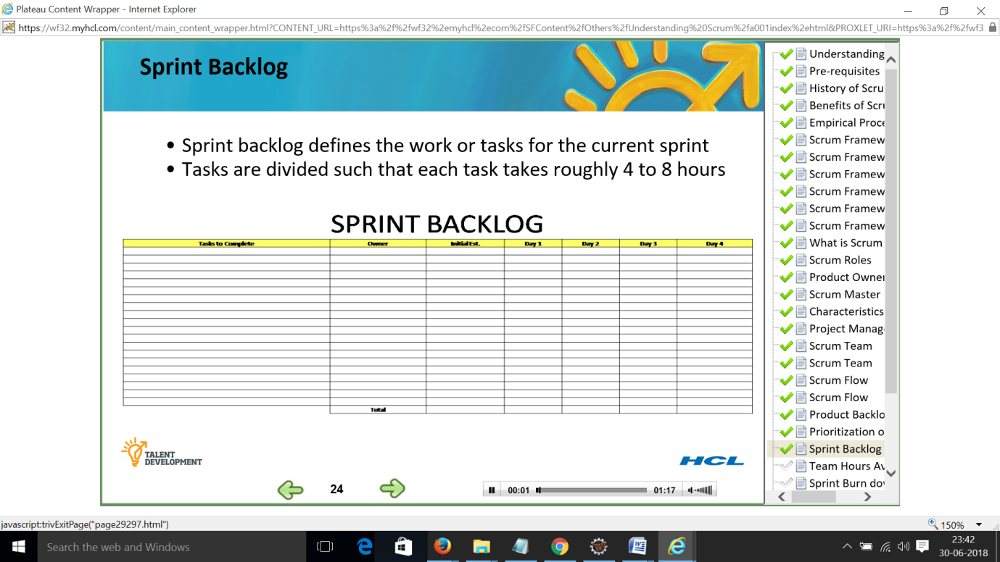 Plateau Content Wrapper - Internet Explorer
https://wf32.myhcl.com/content/main_content_wrapper.html?CONTENT_URL=https%3a%2f%2fwf32%2emyhcl%2ecom%2fSFContent%2fOthers%2fUnderstanding%20Scrum%2fa001index%2ehtml&PROXLET_URI=https%3a%2f%2fwf3
Sprint Backlog
• Sprint backlog defines the work or tasks for the current sprint
• Tasks are divided such that each task takes roughly 4 to 8 hours
SPRINT BACKLOG
Tasks to Complete Owner Initial Est. Day 1 Day 2 Day 3 Day 4
Total
TALENT
DEVELOPMENT
HCL
24
00:01 01:17
Understanding
Pre-requisites
History of Scru
Benefits of Scru
Empirical Proce
Scrum Framew
Scrum Framew
Scrum Framew
Scrum Framew
Scrum Framew
Scrum Framew
What is Scrum
Scrum Roles
Product Owner
Scrum Master
Characteristics
Project Manag
Scrum Team
Scrum Team
Scrum Flow
Scrum Flow
Product Backlo
Prioritization o
Sprint Backlog
Team Hours Av
Sprint Burn dov
javascript:trivExitPage("page29297.html")
150%
Search the web and Windows
23:42
30-06-2018